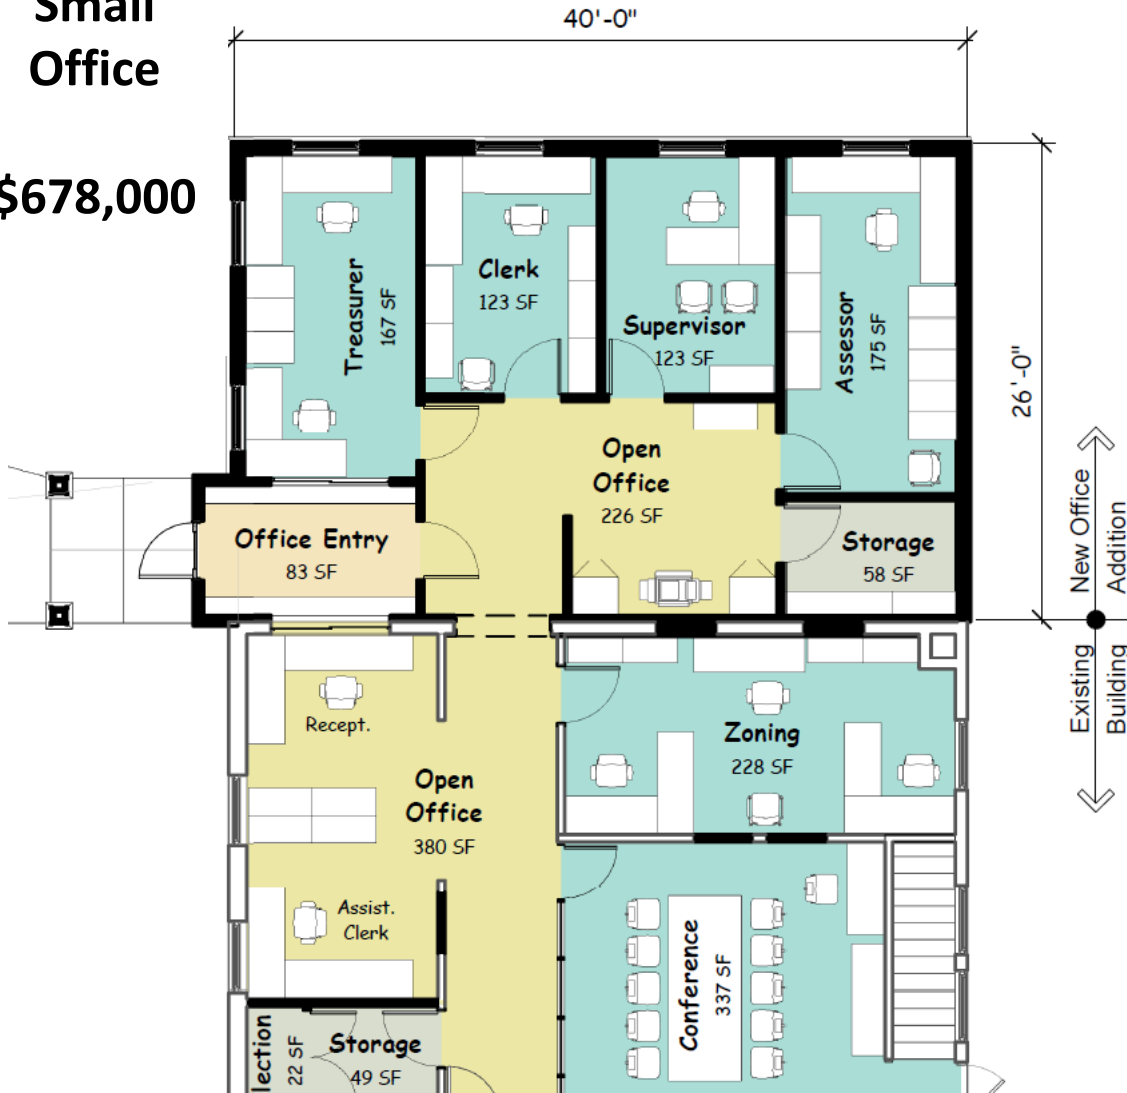 Small
Office
$678,000
40'-0"
26'-0"
Treasurer
167 SF
Clerk
123 SF
Supervisor
123 SF
Assessor
175 SF
Open
Office
226 SF
Office Entry
83 SF
Storage
58 SF
New Office
Addition
Existing
Building
Recept.
Zoning
228 SF
Open
Office
380 SF
Assist.
Clerk
Conference
337 SF
lection
22 SF
Storage
49 SF